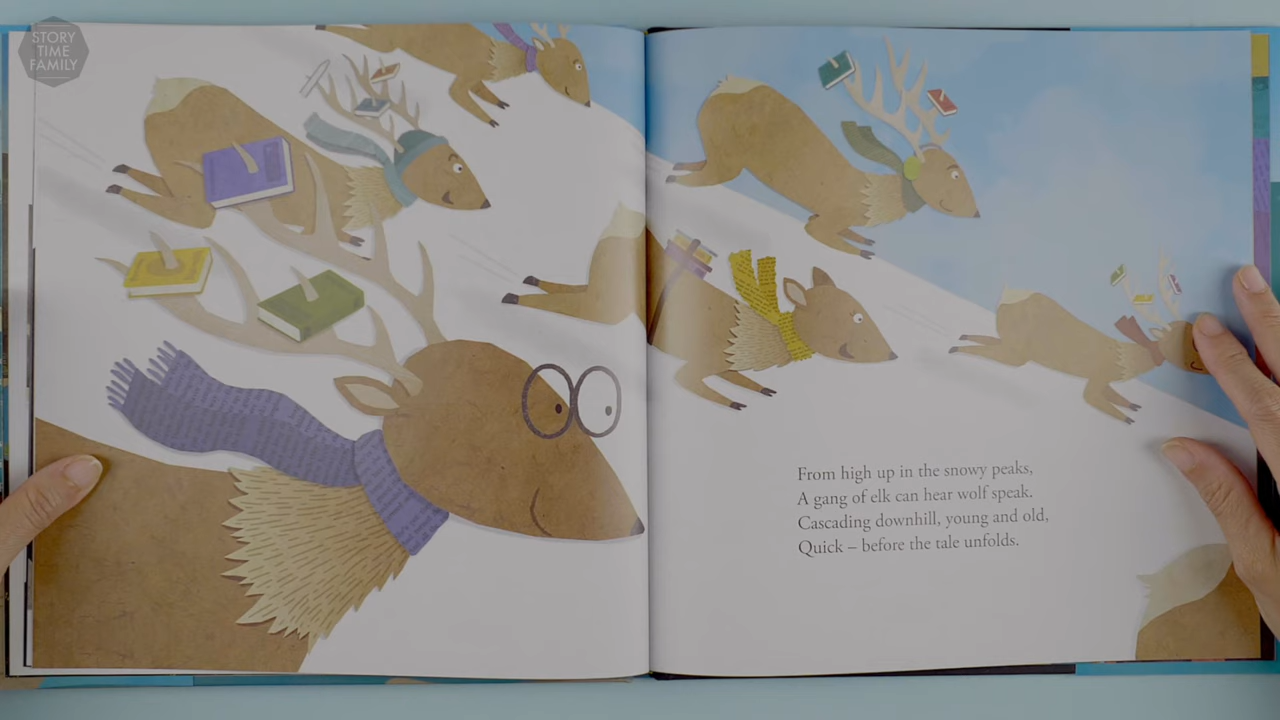 STORY
TIME
FAMILY
From high up in the snowy peaks,
A gang of elk can hear wolf speak.
Cascading downhill, young and old,
Quick – before the tale unfolds.